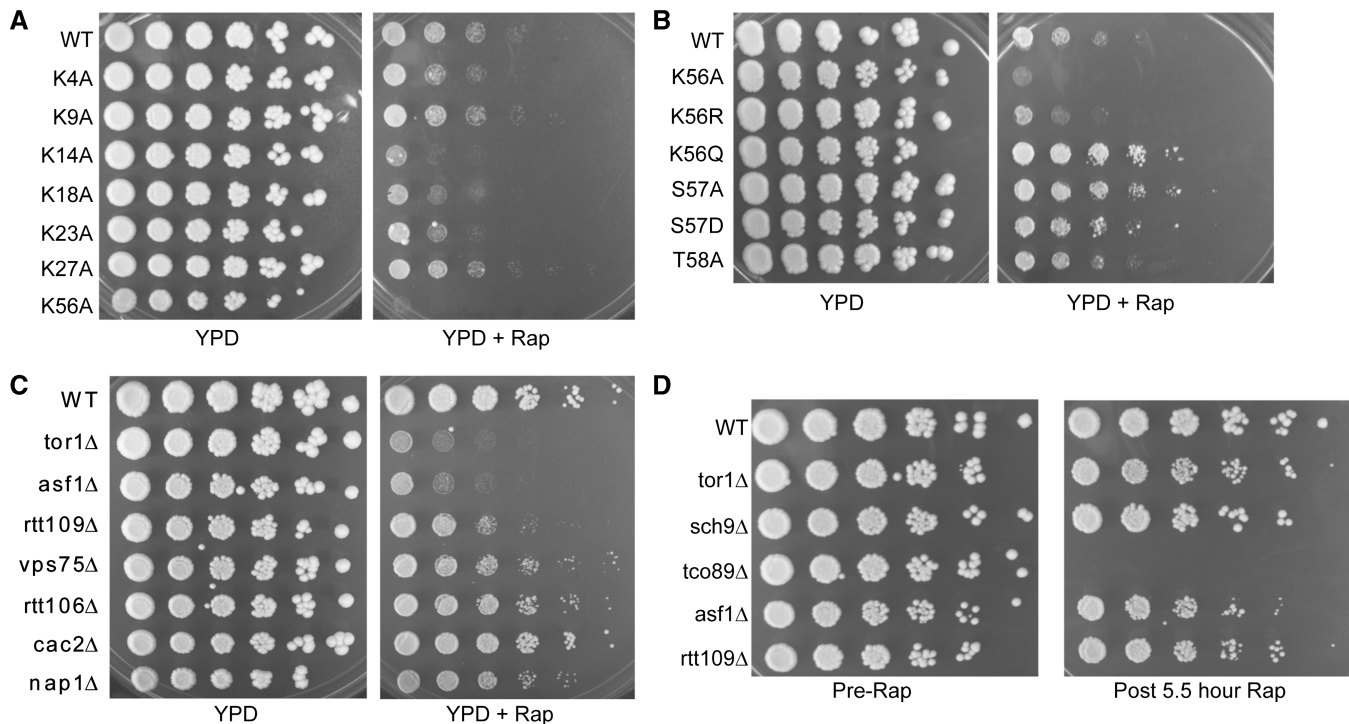 A
WT
K4A
K9A
K14A
K18A
K23A
K27A
K56A
YPD
YPD + Rap
B
WT
K56A
K56R
K56Q
S57A
S57D
T58A
YPD
YPD + Rap
C
WT
tor1Δ
asf1Δ
rtt109Δ
vps75Δ
rtt106Δ
cac2Δ
nap1Δ
YPD
YPD + Rap
D
WT
tor1Δ
sch9Δ
tco89Δ
asf1Δ
rtt109Δ
Pre-Rap
Post 5.5 hour Rap